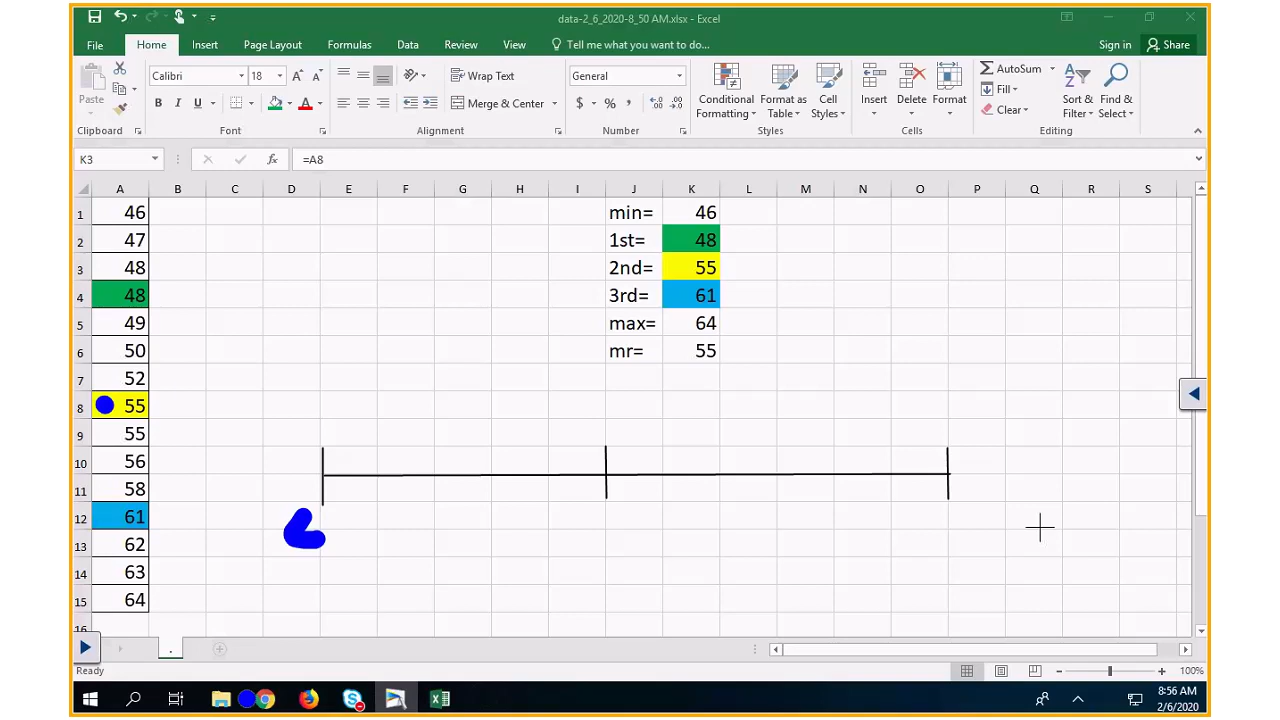 data-2_6_2020-8_50 AM.xlsx - Excel
File Home Insert Page Layout Formulas Data Review View Tell me what you want to do... Sign in Share
Paste
Calibri 18
B I U A
Wrap Text
Merge & Center
General
$ % ,
Conditional Formatting
Format as Table
Cell Styles
Insert Delete Format
AutoSum
Fill
Clear
Sort & Filter
Find & Select
Clipboard Font Alignment Number Styles Cells Editing
K3 fx =A8
A B C D E F G H I J K L M N O P Q R S
1 46 min= 46
2 47 1st= 48
3 48 2nd= 55
4 48 3rd= 61
5 49 max= 64
6 50 mr= 55
7 52
8 55
9 55
10 56
11 58
12 61
13 62
14 63
15 64
16
.
Ready 100%
8:56 AM
2/6/2020